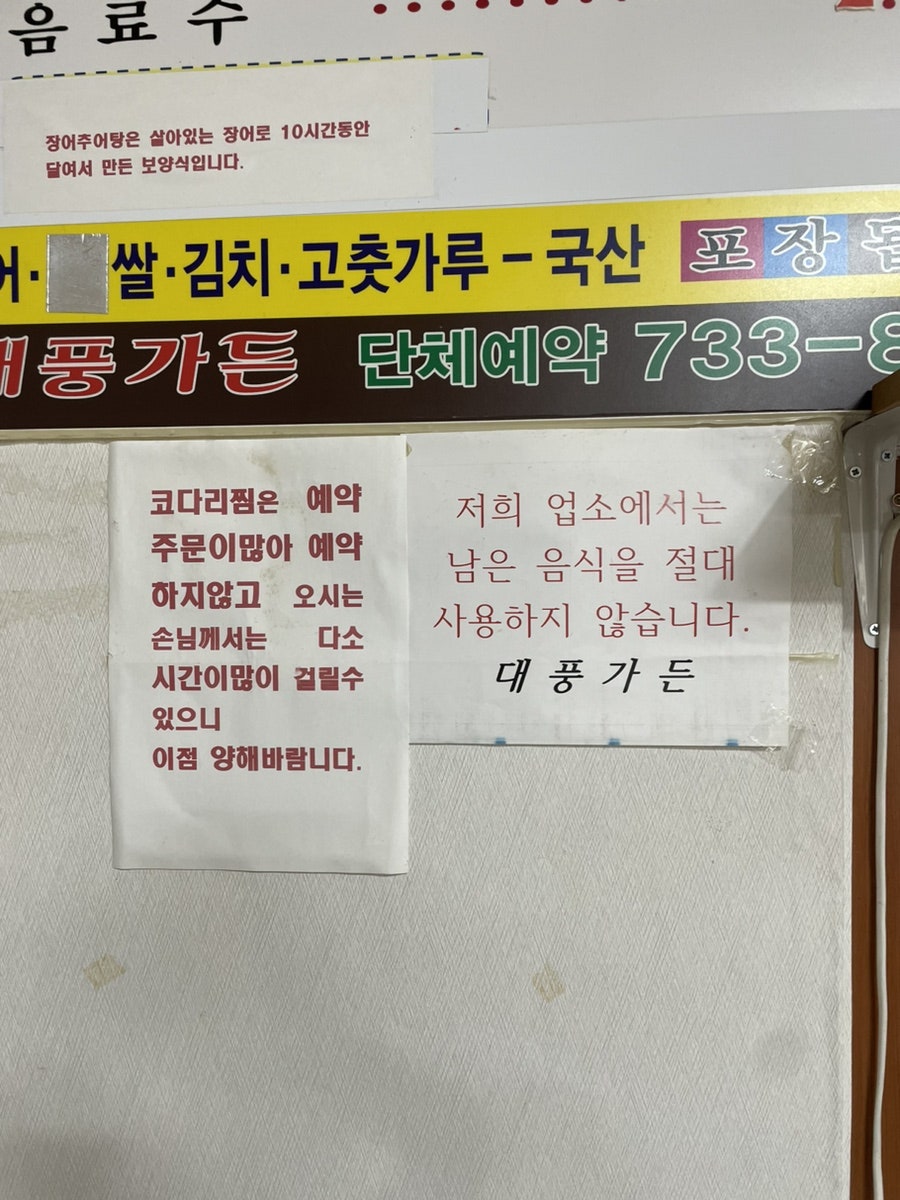 음료수
장어추어탕은 살아있는 장어로 10시간동안
달여서 만든 보양식입니다.
쌀·김치·고춧가루-국산 포장
풍가든 단체예약 733-8
코다리찜은 예약
주문이많아 예약
하지않고 오시는
손님께서는 다소
시간이많이 걸릴수
있으니
이점 양해바람니다.
저희 업소에서는
남은 음식을 절대
사용하지 않습니다.
대풍가든